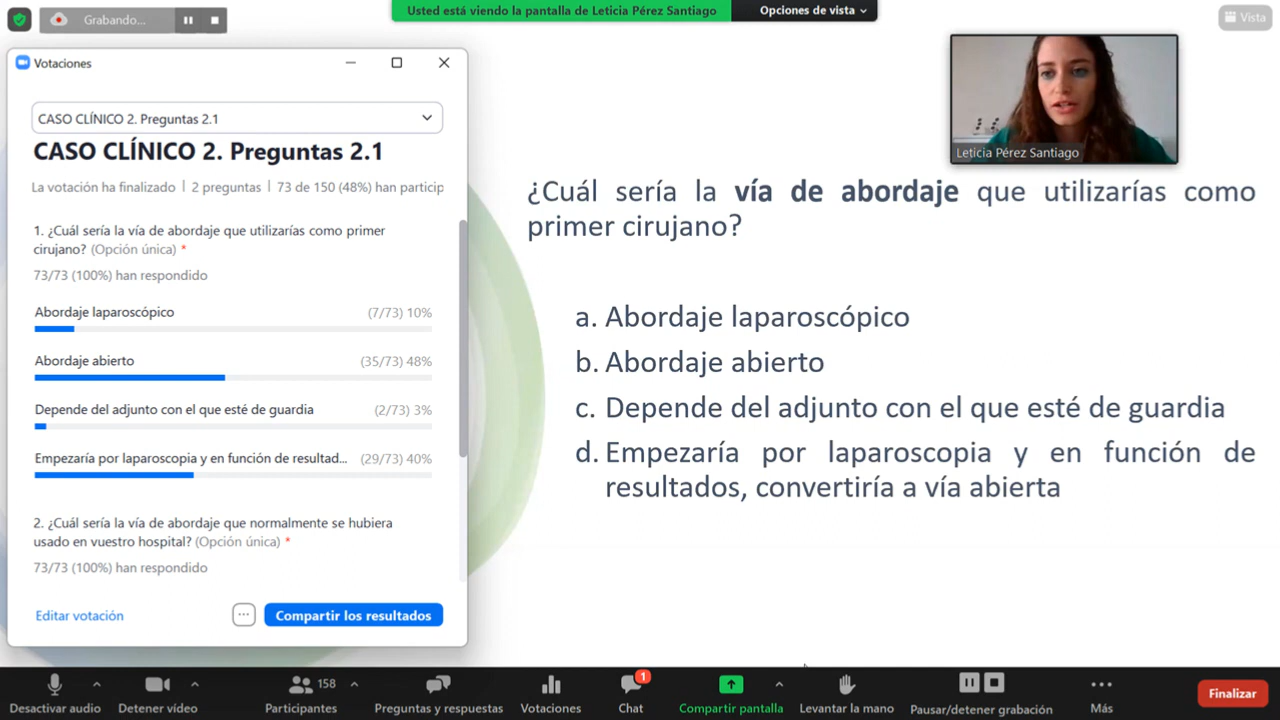 Grabando...
Usted está viendo la pantalla de Leticia Pérez Santiago
Opciones de vista
Vista
Votaciones
CASO CLÍNICO 2. Preguntas 2.1
CASO CLÍNICO 2. Preguntas 2.1
La votación ha finalizado | 2 preguntas | 73 de 150 (48%) han particip
1. ¿Cuál sería la vía de abordaje que utilizarías como primer
cirujano? (Opción única) *
73/73 (100%) han respondido
Abordaje laparoscópico (7/73) 10%
Abordaje abierto (35/73) 48%
Depende del adjunto con el que esté de guardia (2/73) 3%
Empezaría por laparoscopia y en función de resultad... (29/73) 40%
2. ¿Cuál sería la vía de abordaje que normalmente se hubiera
usado en vuestro hospital? (Opción única) *
73/73 (100%) han respondido
Editar votación
...
Compartir los resultados
Leticia Pérez Santiago
¿Cuál sería la vía de abordaje que utilizarías como
primer cirujano?
a. Abordaje laparoscópico
b. Abordaje abierto
c. Depende del adjunto con el que esté de guardia
d. Empezaría por laparoscopia y en función de
resultados, convertiría a vía abierta
158
1
Desactivar audio
Detener vídeo
Participantes
Preguntas y respuestas
Votaciones
Chat
Compartir pantalla
Levantar la mano
Pausar/detener grabación
Más
Finalizar